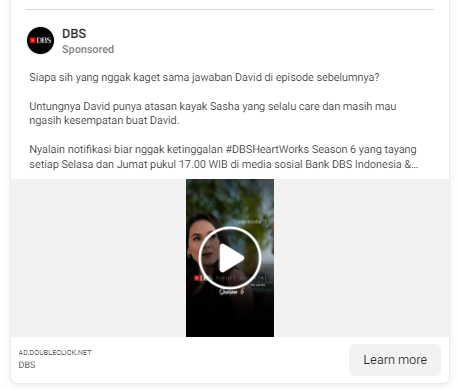 DBS
DBS
Sponsored
Siapa sih yang nggak kaget sama jawaban David di episode sebelumnya?
Untungnya David punya atasan kayak Sasha yang selalu care dan masih mau
ngasih kesempatan buat David.
Nyalain notifikasi biar nggak ketinggalan #DBSHeartWorks Season 6 yang tayang
setiap Selasa dan Jumat pukul 17.00 WIB di media sosial Bank DBS Indonesia &...
Season 6
AD.DOUBLECLICK.NET
DBS
Learn more